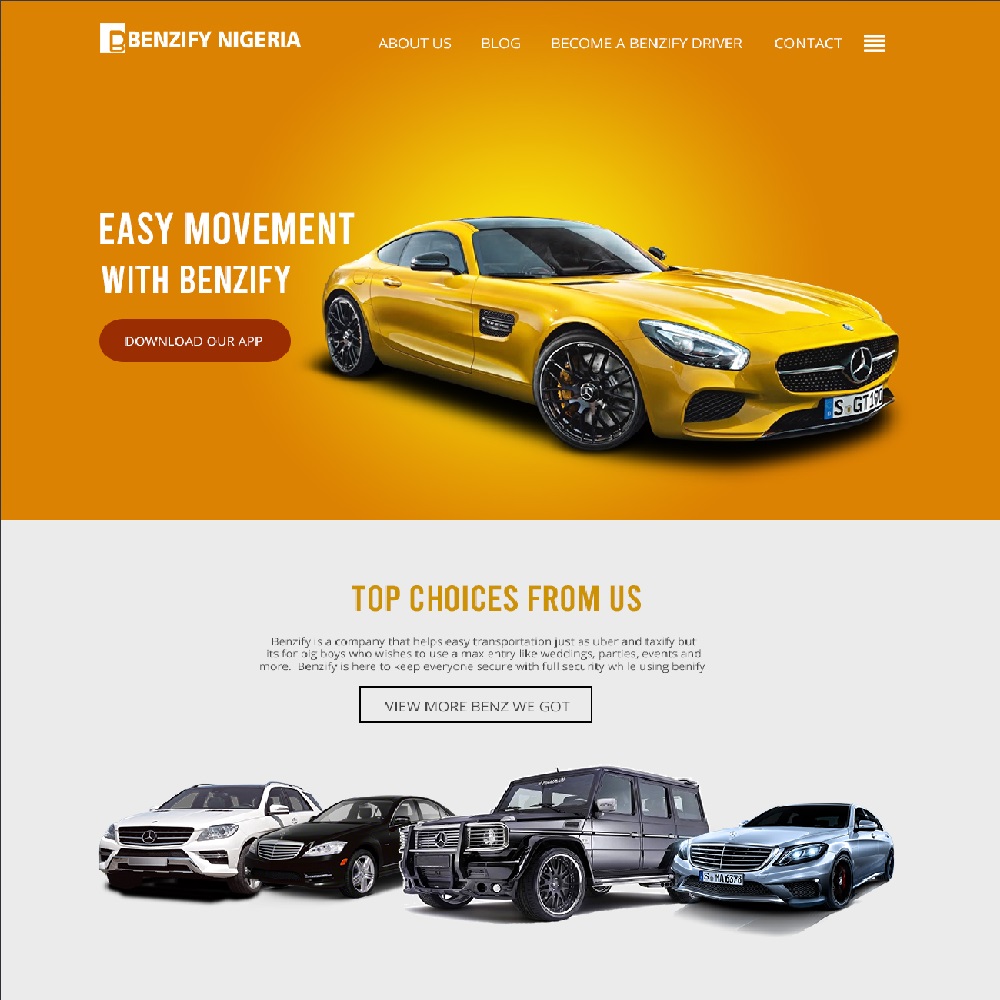 BENZIFY NIGERIA
ABOUT US BLOG BECOME A BENZIFY DRIVER CONTACT
EASY MOVEMENT
WITH BENZIFY
DOWNLOAD OUR APP
TOP CHOICES FROM US
Benzify is a company that helps easy transportation just as uber and taxify but
its for big boys who wishes to use a max entry like weddings, parties, events and
more. Benzify is here to keep everyone secure with full security while using benify
VIEW MORE BENZ WE GOT